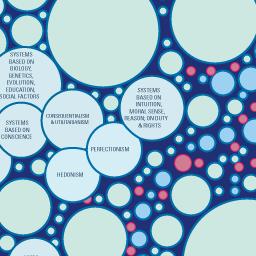 SYSTEMS
BASED ON
BIOLOGY,
GENETICS,
EVOLUTION,
EDUCATION,
SOCIAL FACTORS
SYSTEMS
BASED ON
INTUITION,
MORAL SENSE,
REASON, OR DUTY
& RIGHTS
CONSEQUENTIALISM
& UTILITARIANISM
SYSTEMS
BASED ON
CONSCIENCE
PERFECTIONISM
HEDONISM